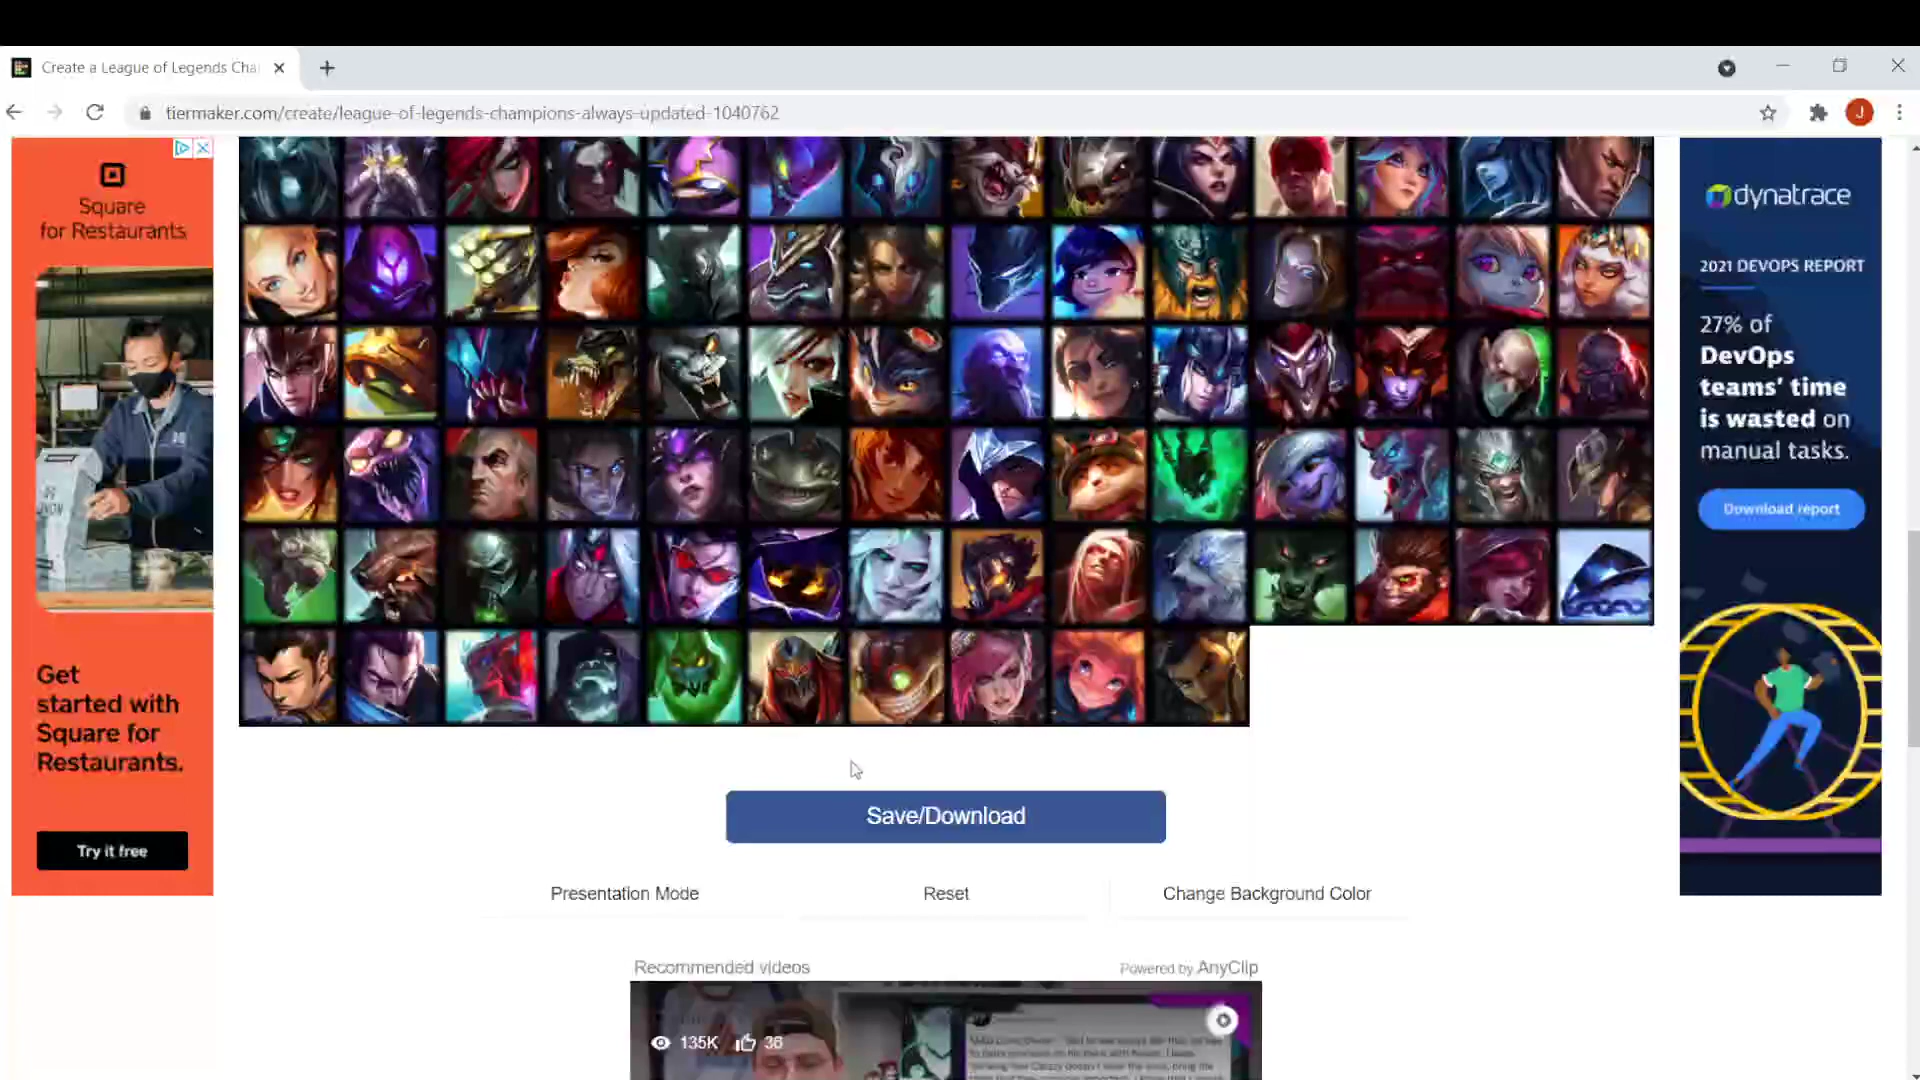 Create a League of Legends Cha
tiermaker.com/create/league-of-legends-champions-always-updated-1040762
J
Square
for Restaurants
Get
started with
Square for
Restaurants.
Try it free
dynatrace
2021 DEVOPS REPORT
27% of
DevOps
teams' time
is wasted on
manual tasks.
Download report
Save/Download
Presentation Mode
Reset
Change Background Color
Recommended videos
Powered by AnyClip
135K
36